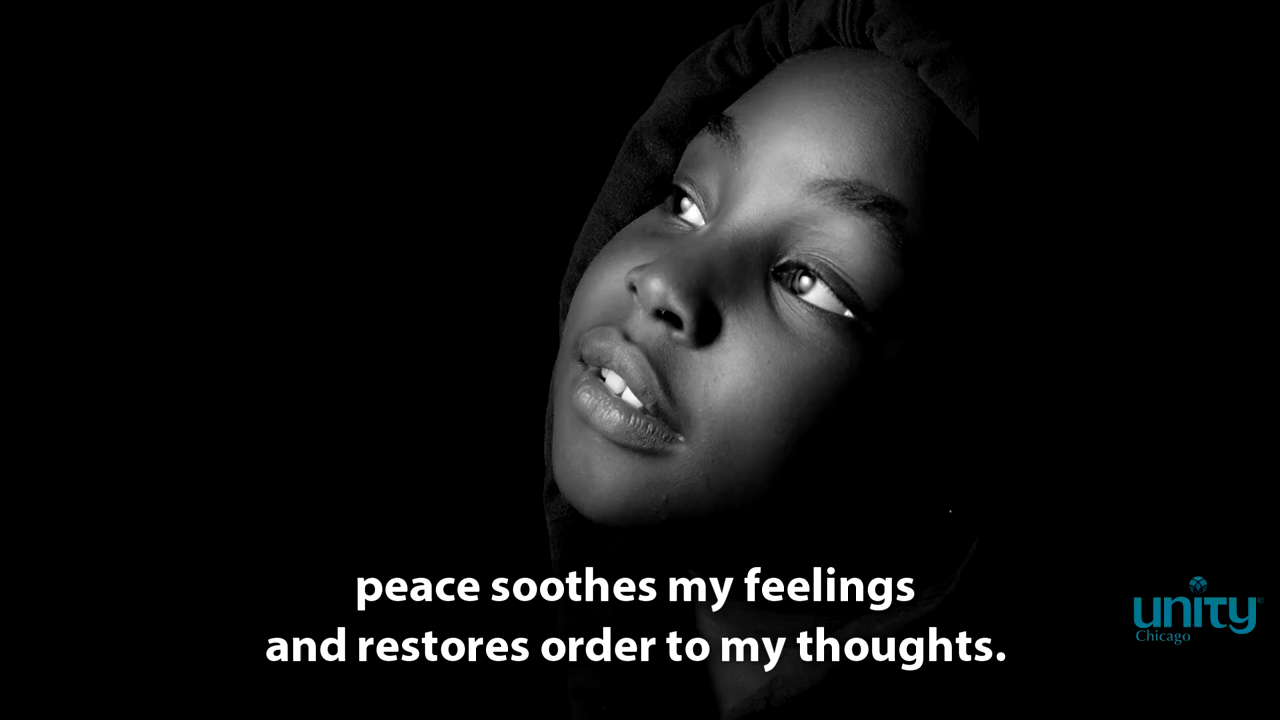 peace soothes my feelings
and restores order to my thoughts.
unity®
Chicago